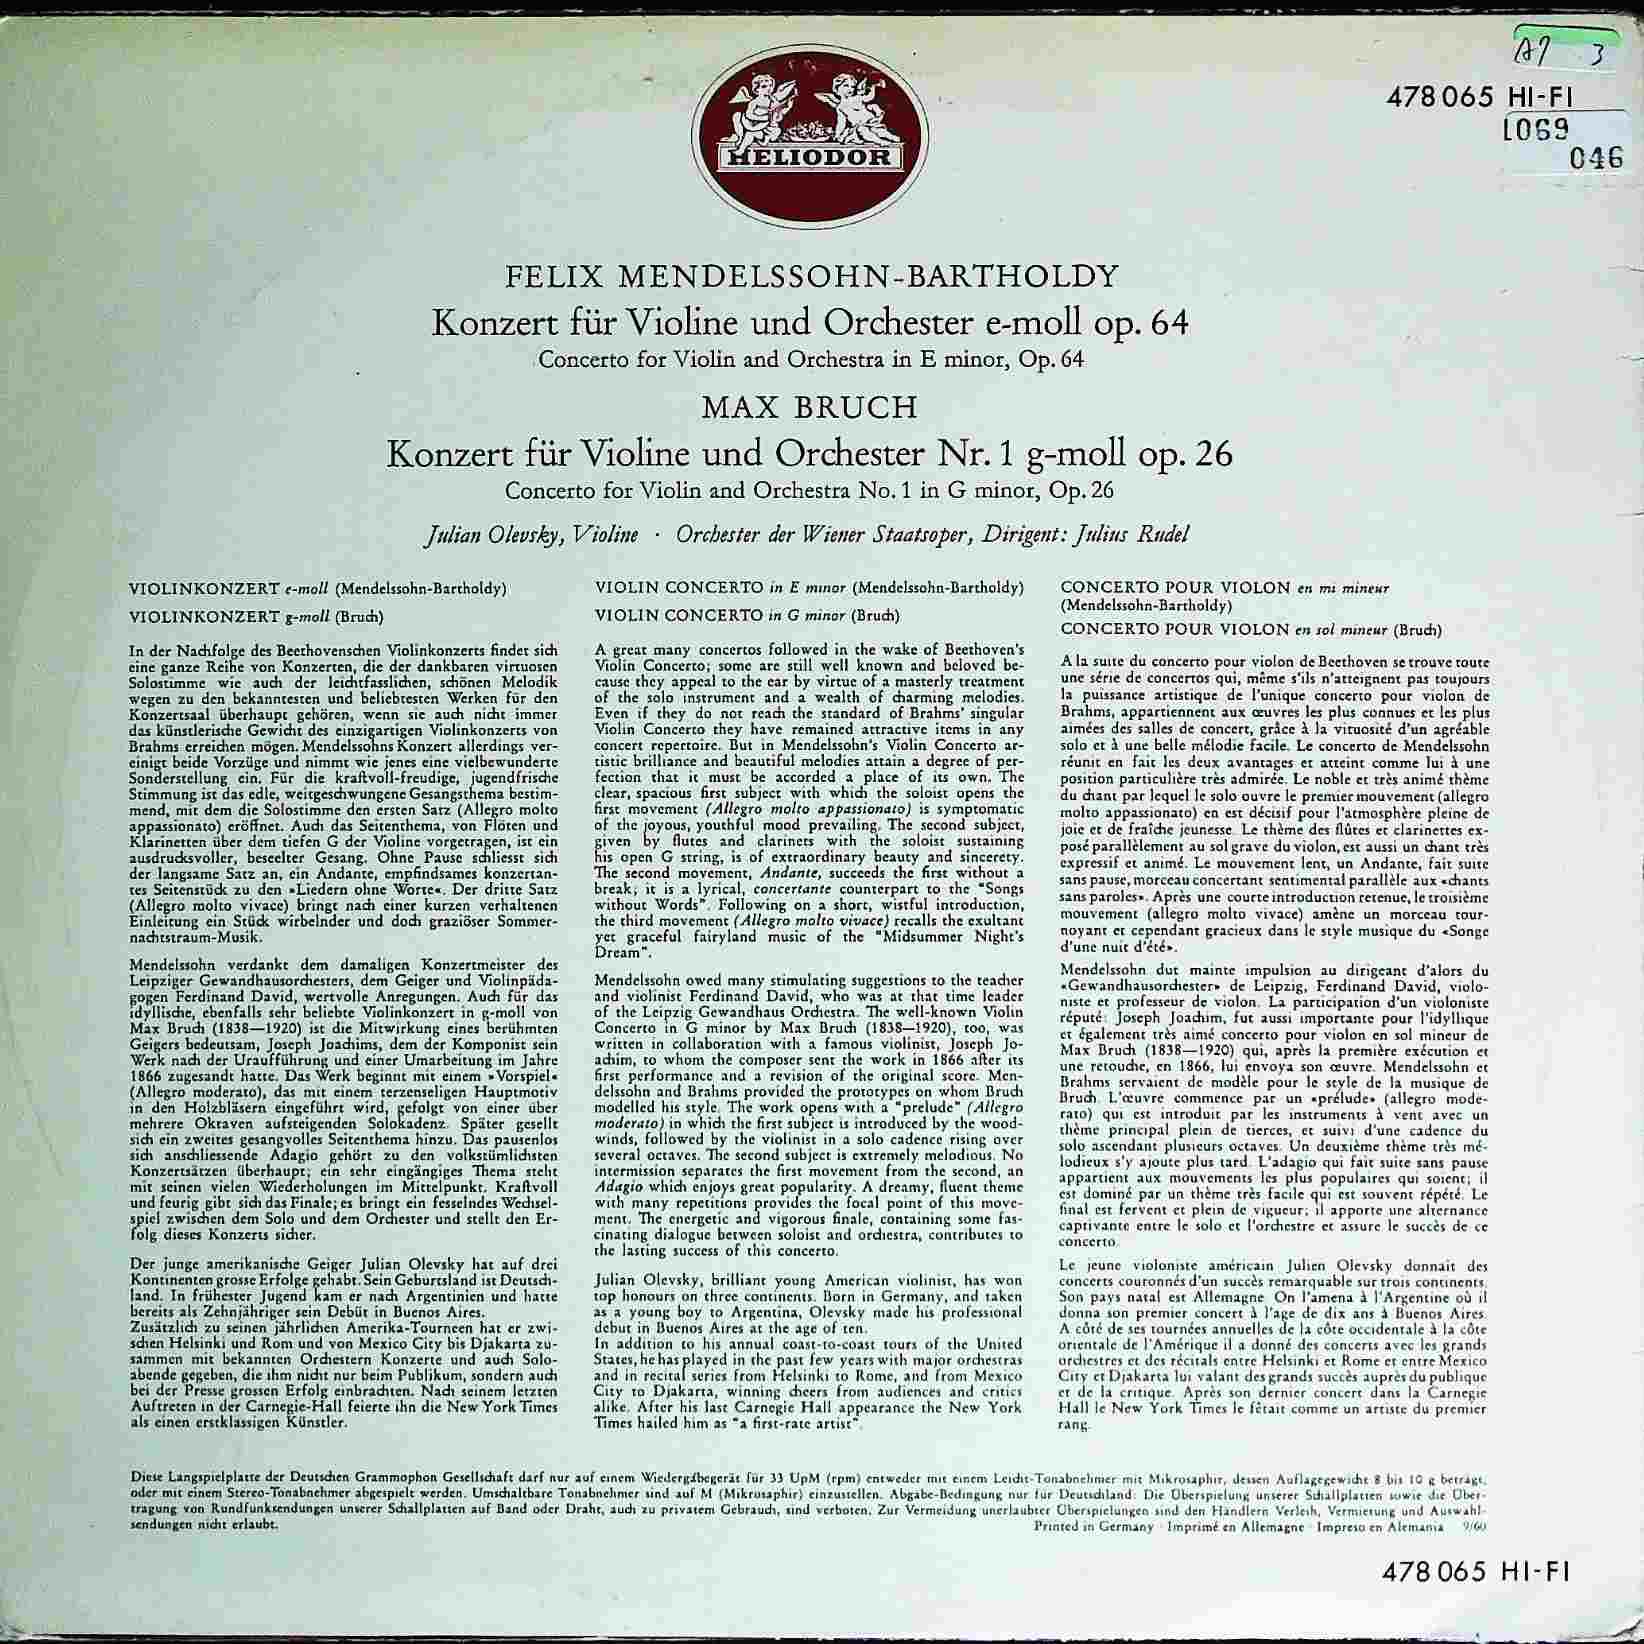 A7 3
478 065 HI-FI
L069
046
HELIODOR
FELIX MENDELSSOHN-BARTHOLDY
Konzert für Violine und Orchester e-moll op. 64
Concerto for Violin and Orchestra in E minor, Op. 64
MAX BRUCH
Konzert für Violine und Orchester Nr. 1 g-moll op. 26
Concerto for Violin and Orchestra No. 1 in G minor, Op. 26
Julian Olevsky, Violine · Orchester der Wiener Staatsoper, Dirigent: Julius Rudel
VIOLINKONZERT e-moll (Mendelssohn-Bartholdy)
VIOLINKONZERT g-moll (Bruch)
In der Nachfolge des Beethovenschen Violinkonzerts findet sich
eine ganze Reihe von Konzerten, die der dankbaren virtuosen
Solostimme wie auch der leichtfasslichen, schönen Melodik
wegen zu den bekanntesten und beliebtesten Werken für den
Konzertsaal überhaupt gehören, wenn sie auch nicht immer
das künstlerische Gewicht des einzigartigen Violinkonzerts von
Brahms erreichen mögen. Mendelssohns Konzert allerdings ver-
einigt beide Vorzüge und nimmt wie jenes eine vielbewunderte
Sonderstellung ein. Für die kraftvoll-freudige, jugendfrische
Stimmung ist das edle, weitgeschwungene Gesangsthema bestim-
mend, mit dem die Solostimme den ersten Satz (Allegro molto
appassionato) eröffnet. Auch das Seitenthema, von Flöten und
Klarinetten über dem tiefen G der Violine vorgetragen, ist ein
ausdrucksvoller, beseelter Gesang. Ohne Pause schliesst sich
der langsame Satz an, ein Andante, empfindsames konzertan-
tes Seitenstück zu den »Liedern ohne Worte«. Der dritte Satz
(Allegro molto vivace) bringt nach einer kurzen verhaltenen
Einleitung ein Stück wirbelnder und doch graziöser Sommer-
nachtstraum-Musik.
Mendelssohn verdankt dem damaligen Konzertmeister des
Leipziger Gewandhausorchesters, dem Geiger und Violinpäda-
gogen Ferdinand David, wertvolle Anregungen. Auch für das
idyllische, ebenfalls sehr beliebte Violinkonzert in g-moll von
Max Bruch (1838—1920) ist die Mitwirkung eines berühmten
Geigers bedeutsam, Joseph Joachims, dem der Komponist sein
Werk nach der Uraufführung und einer Umarbeitung im Jahre
1866 zugesandt hatte. Das Werk beginnt mit einem »Vorspiel«
(Allegro moderato), das mit einem terzenseligen Hauptmotiv
in den Holzbläsern eingeführt wird, gefolgt von einer über
mehrere Oktaven aufsteigenden Solokadenz. Später gesellt
sich ein zweites gesangvolles Seitenthema hinzu. Das pausenlos
sich anschliessende Adagio gehört zu den volkstümlichsten
Konzertsätzen überhaupt; ein sehr eingängiges Thema steht
mit seinen vielen Wiederholungen im Mittelpunkt. Kraftvoll
und feurig gibt sich das Finale; es bringt ein fesselndes Wechsel-
spiel zwischen dem Solo und dem Orchester und stellt den Er-
folg dieses Konzerts sicher.
Der junge amerikanische Geiger Julian Olevsky hat auf drei
Kontinenten grosse Erfolge gehabt. Sein Geburtsland ist Deutsch-
land. In frühester Jugend kam er nach Argentinien und hatte
bereits als Zehnjähriger sein Debüt in Buenos Aires.
Zusätzlich zu seinen jährlichen Amerika-Tourneen hat er zwi-
schen Helsinki und Rom und von Mexico City bis Djakarta zu-
sammen mit bekannten Orchestern Konzerte und auch Solo-
abende gegeben, die ihm nicht nur beim Publikum, sondern auch
bei der Presse grossen Erfolg einbrachten. Nach seinem letzten
Auftreten in der Carnegie-Hall feierte ihn die New York Times
als einen erstklassigen Künstler.
VIOLIN CONCERTO in E minor (Mendelssohn-Bartholdy)
VIOLIN CONCERTO in G minor (Bruch)
A great many concertos followed in the wake of Beethoven's
Violin Concerto; some are still well known and beloved be-
cause they appeal to the ear by virtue of a masterly treatment
of the solo instrument and a wealth of charming melodies.
Even if they do not reach the standard of Brahms' singular
Violin Concerto they have remained attractive items in any
concert repertoire. But in Mendelssohn's Violin Concerto ar-
tistic brilliance and beautiful melodies attain a degree of per-
fection that it must be accorded a place of its own. The
clear, spacious first subject with which the soloist opens the
first movement (Allegro molto appassionato) is symptomatic
of the joyous, youthful mood prevailing. The second subject,
given by flutes and clarinets with the soloist sustaining
his open G string, is of extraordinary beauty and sincerety.
The second movement, Andante, succeeds the first without a
break; it is a lyrical, concertante counterpart to the "Songs
without Words". Following on a short, wistful introduction,
the third movement (Allegro molto vivace) recalls the exultant
yet graceful fairyland music of the "Midsummer Night's
Dream".
Mendelssohn owed many stimulating suggestions to the teacher
and violinist Ferdinand David, who was at that time leader
of the Leipzig Gewandhaus Orchestra. The well-known Violin
Concerto in G minor by Max Bruch (1838—1920), too, was
written in collaboration with a famous violinist, Joseph Jo-
achim, to whom the composer sent the work in 1866 after its
first performance and a revision of the original score. Men-
delssohn and Brahms provided the prototypes on whom Bruch
modelled his style. The work opens with a "prelude" (Allegro
moderato) in which the first subject is introduced by the wood-
winds, followed by the violinist in a solo cadence rising over
several octaves. The second subject is extremely melodious. No
intermission separates the first movement from the second, an
Adagio which enjoys great popularity. A dreamy, fluent theme
with many repetitions provides the focal point of this move-
ment. The energetic and vigorous finale, containing some fas-
cinating dialogue between soloist and orchestra, contributes to
the lasting success of this concerto.
Julian Olevsky, brilliant young American violinist, has won
top honours on three continents. Born in Germany, and taken
as a young boy to Argentina, Olevsky made his professional
debut in Buenos Aires at the age of ten.
In addition to his annual coast-to-coast tours of the United
States, he has played in the past few years with major orchestras
and in recital series from Helsinki to Rome, and from Mexico
City to Djakarta, winning cheers from audiences and critics
alike. After his last Carnegie Hall appearance the New York
Times hailed him as "a first-rate artist".
CONCERTO POUR VIOLON en mi mineur
(Mendelssohn-Bartholdy)
CONCERTO POUR VIOLON en sol mineur (Bruch)
A la suite du concerto pour violon de Beethoven se trouve toute
une série de concertos qui, même s'ils n'atteignent pas toujours
la puissance artistique de l'unique concerto pour violon de
Brahms, appartiennent aux œuvres les plus connues et les plus
aimées des salles de concert, grâce à la vituosité d'un agréable
solo et à une belle mélodie facile. Le concerto de Mendelssohn
réunit en fait les deux avantages et atteint comme lui à une
position particulière très admirée. Le noble et très animé thème
du chant par lequel le solo ouvre le premier mouvement (allegro
molto appassionato) en est décisif pour l'atmosphère pleine de
joie et de fraîche jeunesse. Le thème des flûtes et clarinettes ex-
posé parallèlement au sol grave du violon, est aussi un chant très
expressif et animé. Le mouvement lent, un Andante, fait suite
sans pause, morceau concertant sentimental parallèle aux «chants
sans paroles». Après une courte introduction retenue, le troisième
mouvement (allegro molto vivace) amène un morceau tour-
noyant et cependant gracieux dans le style musique du «Songe
d'une nuit d'été».
Mendelssohn dut mainte impulsion au dirigeant d'alors du
«Gewandhausorchester» de Leipzig, Ferdinand David, violo-
niste et professeur de violon. La participation d'un violoniste
réputé: Joseph Joachim, fut aussi importante pour l'idyllique
et également très aimé concerto pour violon en sol mineur de
Max Bruch (1838—1920) qui, après la première exécution et
une retouche, en 1866, lui envoya son œuvre. Mendelssohn et
Brahms servaient de modèle pour le style de la musique de
Bruch. L'œuvre commence par un «prélude» (allegro mode-
rato) qui est introduit par les instruments à vent avec un
thème principal plein de tierces, et suivi d'une cadence du
solo ascendant plusieurs octaves. Un deuxième thème très mé-
lodieux s'y ajoute plus tard. L'adagio qui fait suite sans pause
appartient aux mouvements les plus populaires qui soient; il
est dominé par un thème très facile qui est souvent répété. Le
final est fervent et plein de vigueur; il apporte une alternance
captivante entre le solo et l'orchestre et assure le succès de ce
concerto.
Le jeune violoniste américain Julien Olevsky donnait des
concerts couronnés d'un succès remarquable sur trois continents.
Son pays natal est Allemagne. On l'amena à l'Argentine où il
donna son premier concert à l'age de dix ans à Buenos Aires.
A côté de ses tournées annuelles de la côte occidentale à la côte
orientale de l'Amérique il a donné des concerts avec les grands
orchestres et des récitals entre Helsinki et Rome et entre Mexico
City et Djakarta lui valant des grands succès auprès du publique
et de la critique. Après son dernier concert dans la Carnegie
Hall le New York Times le fêtait comme un artiste du premier
rang.
Diese Langspielplatte der Deutschen Grammophon Gesellschaft darf nur auf einem Wiedergabegerät für 33 UpM (rpm) entweder mit einem Leicht-Tonabnehmer mit Mikrosaphir, dessen Auflagegewicht 8 bis 10 g beträgt,
oder mit einem Stereo-Tonabnehmer abgespielt werden. Umschaltbare Tonabnehmer sind auf M (Mikrosaphir) einzustellen. Abgabe-Bedingung nur für Deutschland: Die Überspielung unserer Schallplatten sowie die Über-
tragung von Rundfunksendungen unserer Schallplatten auf Band oder Draht, auch zu privatem Gebrauch, sind verboten. Zur Vermeidung unerlaubter Überspielungen sind den Händlern Verleih, Vermietung und Auswahl-
sendungen nicht erlaubt.
Printed in Germany · Imprimé en Allemagne · Impreso en Alemania 9/60
478 065 HI-FI